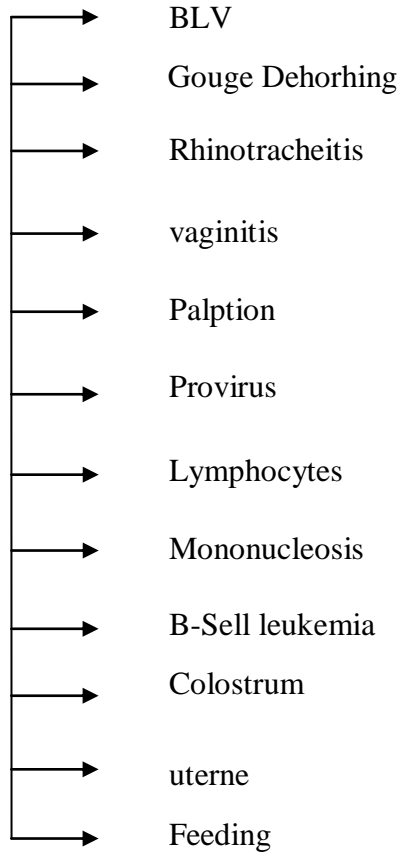 BLV
Gouge Dehorhing
Rhinotracheitis
vaginitis
Palption
Provirus
Lymphocytes
Mononucleosis
B-Sell leukemia
Colostrum
uterne
Feeding